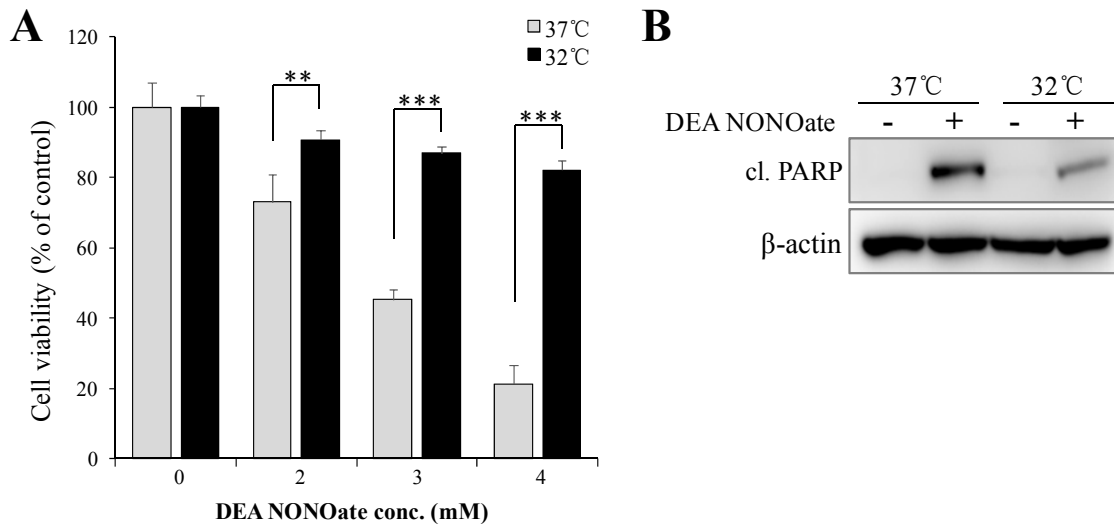 A
120
100
80
60
40
20
0
Cell viability (% of control)
37℃
32℃
**
***
***
0 2 3 4
DEA NONOate conc. (mM)
B
37℃ 32℃
DEA NONOate - + - +
cl. PARP
β-actin